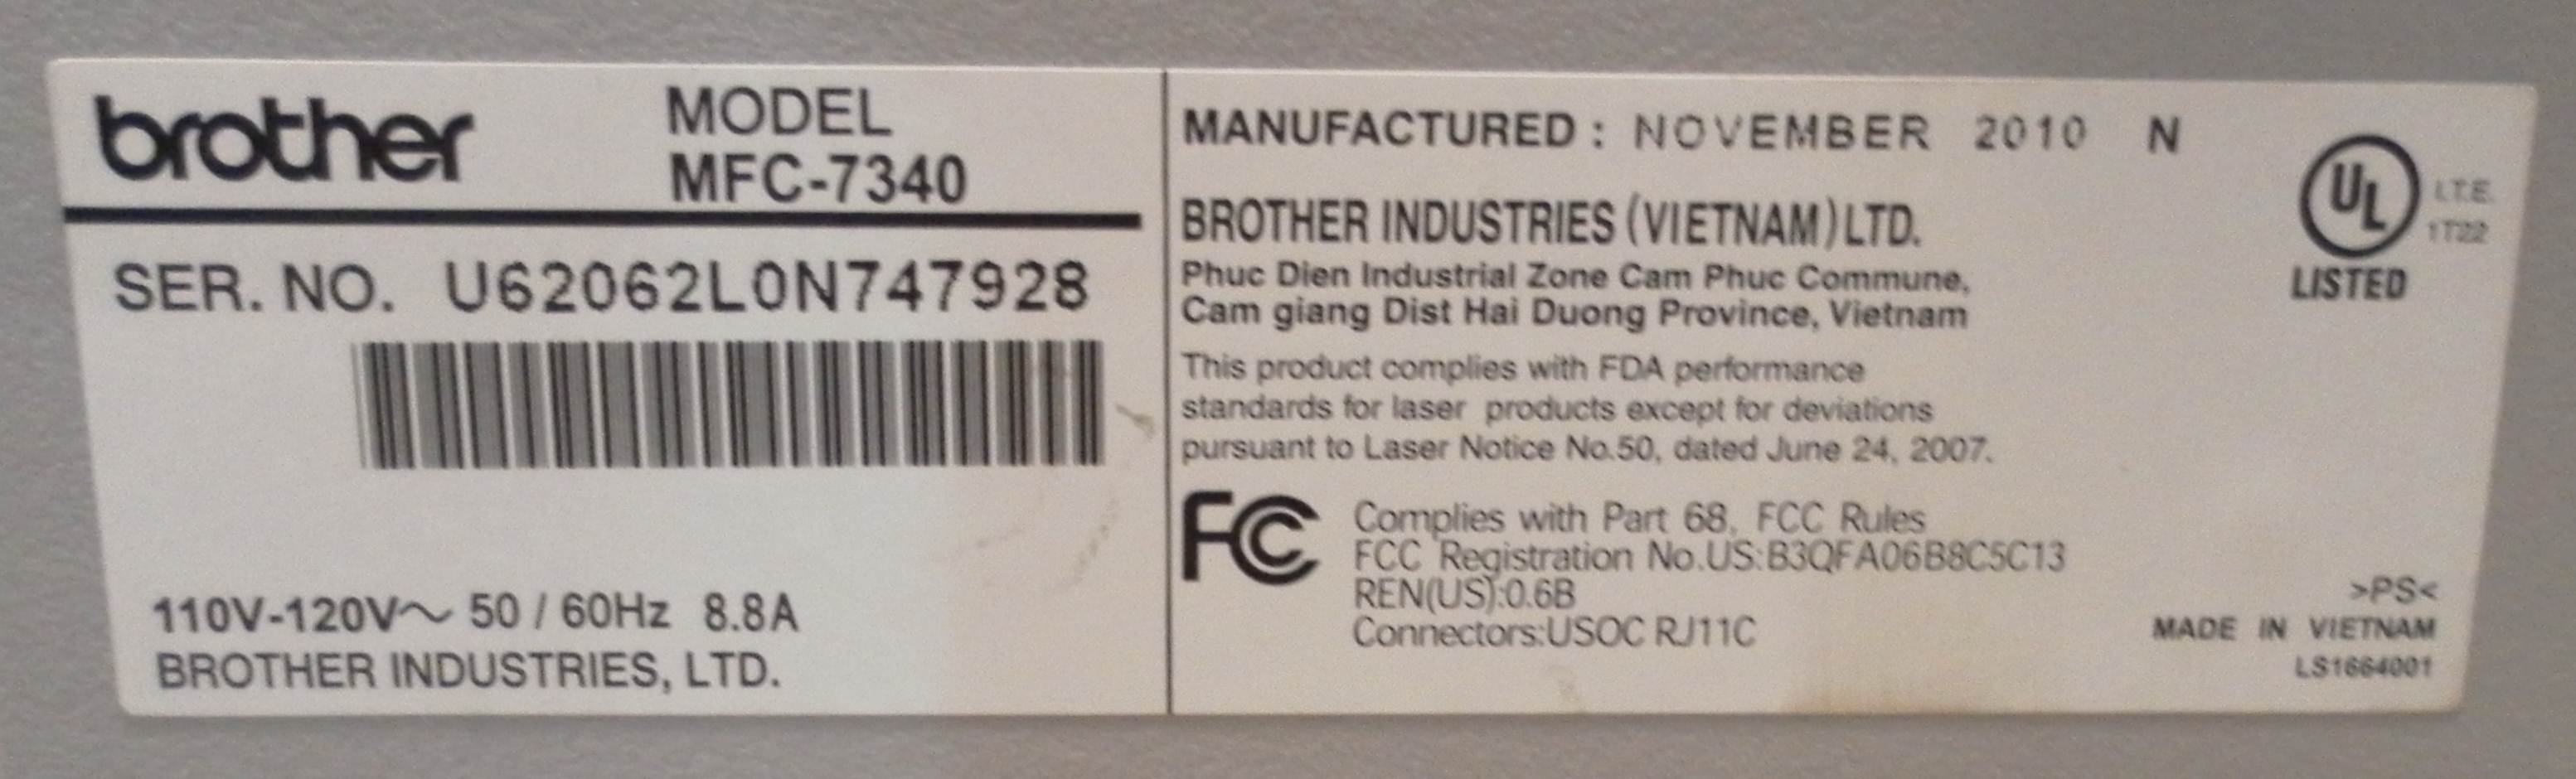 brother
MODEL
MFC-7340
SER. NO. U62062L0N747928
110V-120V～ 50 / 60Hz 8.8A
BROTHER INDUSTRIES, LTD.
MANUFACTURED : NOVEMBER 2010 N
BROTHER INDUSTRIES (VIETNAM) LTD.
Phuc Dien Industrial Zone Cam Phuc Commune,
Cam giang Dist Hai Duong Province, Vietnam
This product complies with FDA performance
standards for laser products except for deviations
pursuant to Laser Notice No.50, dated June 24, 2007.
FC
Complies with Part 68, FCC Rules
FCC Registration No.US:B3QFA06B8C5C13
REN(US):0.6B
Connectors:USOC RJ11C
UL
LISTED
I.T.E.
1T22
>PS<
MADE IN VIETNAM
LS1664001